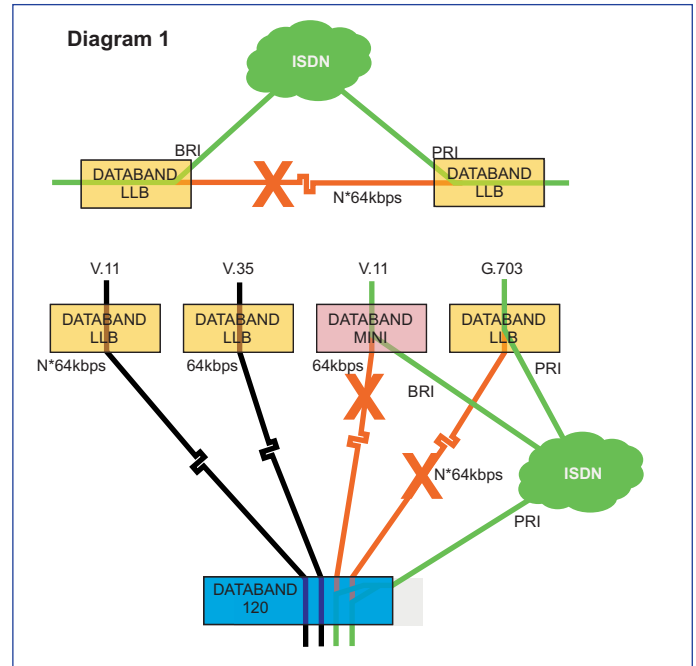 Diagram 1
ISDN
BRI
PRI
DATABAND
LLB
DATABAND
LLB
N*64kbps
V.11
V.35
V.11
G.703
DATABAND
LLB
DATABAND
LLB
DATABAND
MINI
DATABAND
LLB
N*64kbps
64kbps
64kbps
BRI
PRI
N*64kbps
ISDN
PRI
DATABAND
120